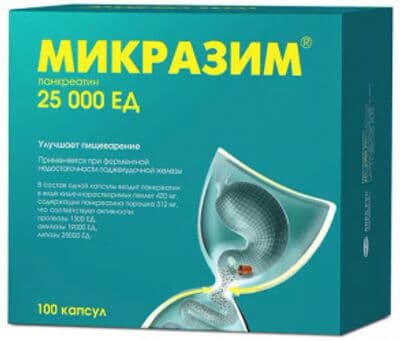 МИКРАЗИМ®
панкреатин
25 000 ЕД
Улучшает пищеварение
Применяется при ферментной
недостаточности поджелудочной железы
В состав одной капсулы входит панкреатин
в виде кишечнорастворимых пеллет 420 мг,
содержащих панкреатина порошка 312 мг,
что соответствует активности:
протеазы 1300 ЕД,
амилазы 19000 ЕД,
липазы 25000 ЕД.
100 капсул